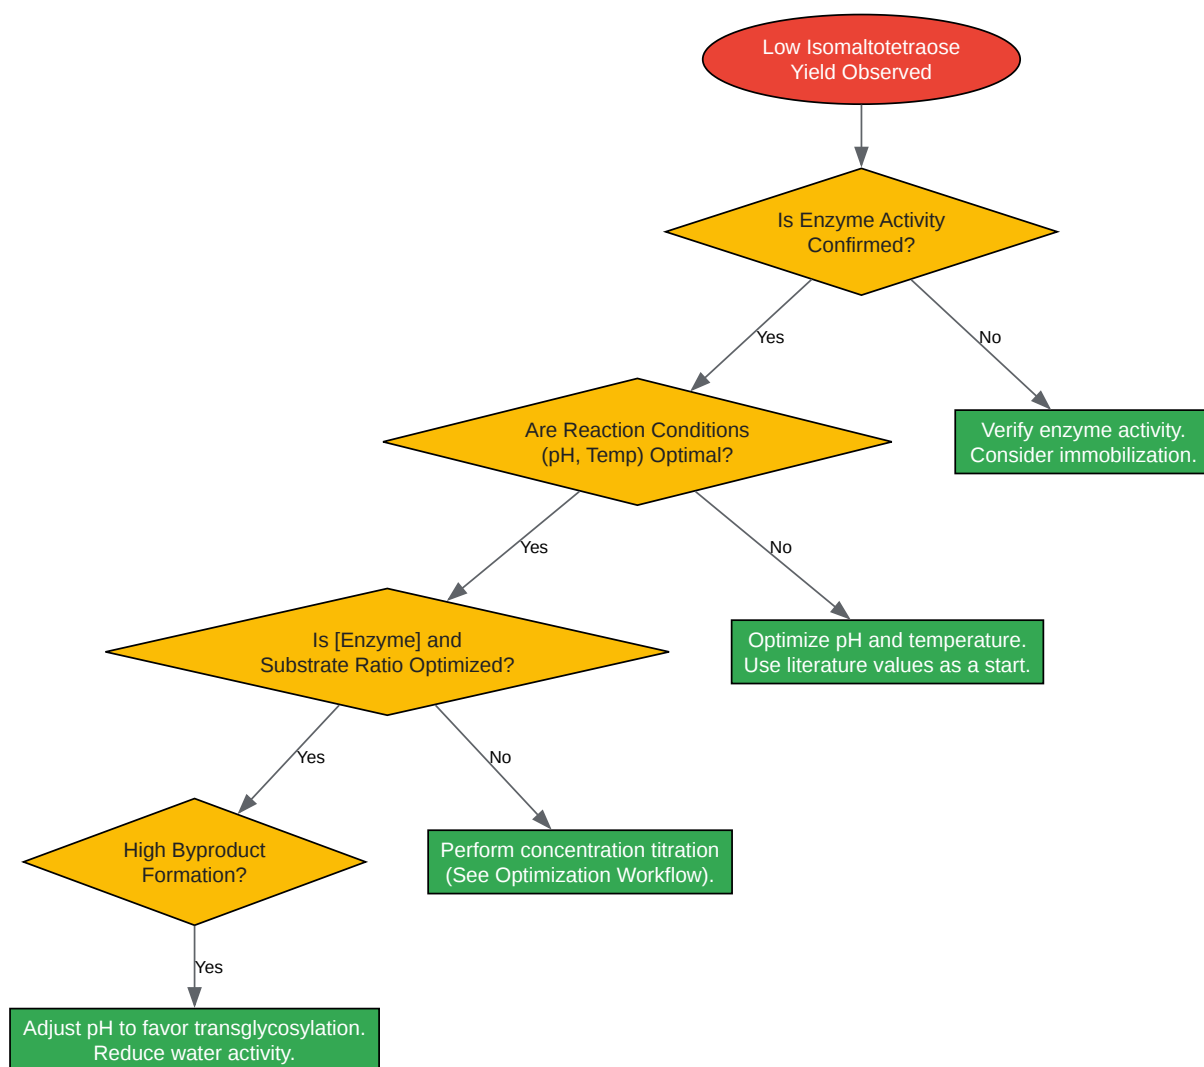 Low Isomaltotetraose
Yield Observed
Is Enzyme Activity
Confirmed?
Yes
No
Are Reaction Conditions
(pH, Temp) Optimal?
Verify enzyme activity.
Consider immobilization.
Yes
No
Is [Enzyme] and
Substrate Ratio Optimized?
Optimize pH and temperature.
Use literature values as a start.
Yes
No
High Byproduct
Formation?
Perform concentration titration
(See Optimization Workflow).
Yes
Adjust pH to favor transglycosylation.
Reduce water activity.